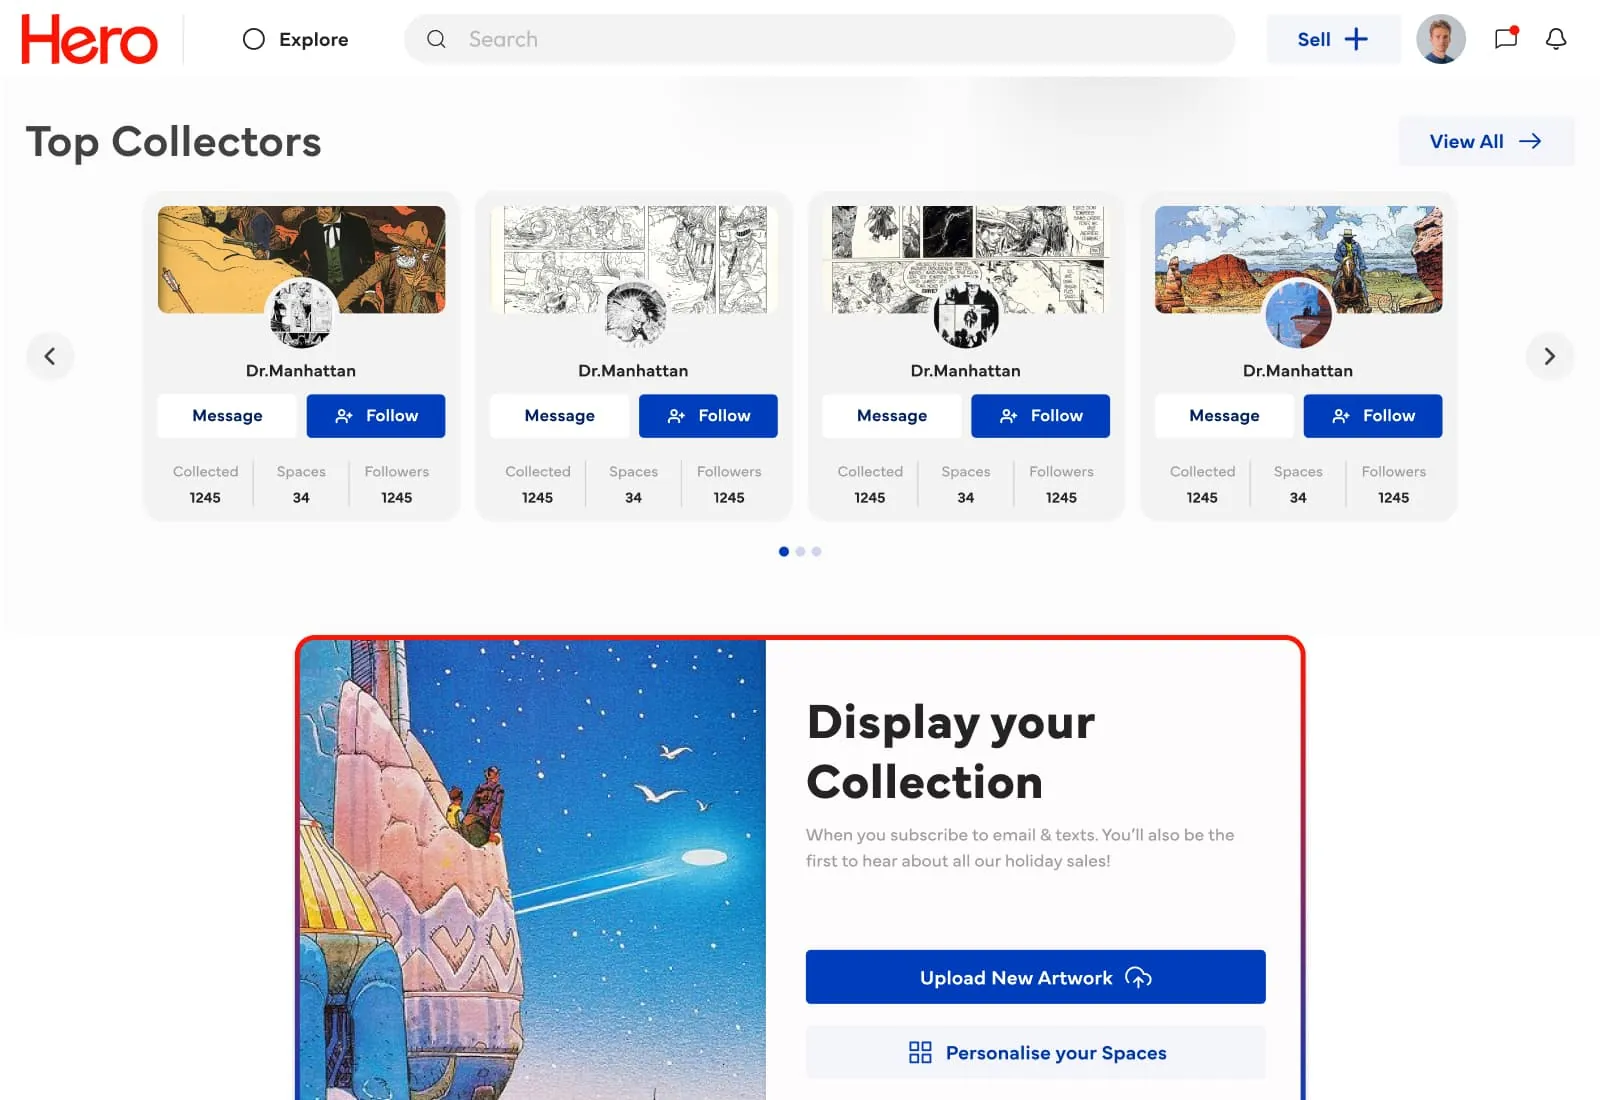 Hero
Explore
Search
Sell
Top Collectors
View All
Dr.Manhattan
Message
Follow
Collected
Spaces
Followers
1245
34
1245
Dr.Manhattan
Message
Follow
Collected
Spaces
Followers
1245
34
1245
Dr.Manhattan
Message
Follow
Collected
Spaces
Followers
1245
34
1245
Dr.Manhattan
Message
Follow
Collected
Spaces
Followers
1245
34
1245
Display your
Collection
When you subscribe to email & texts. You’ll also be the
first to hear about all our holiday sales!
Upload New Artwork
Personalise your Spaces